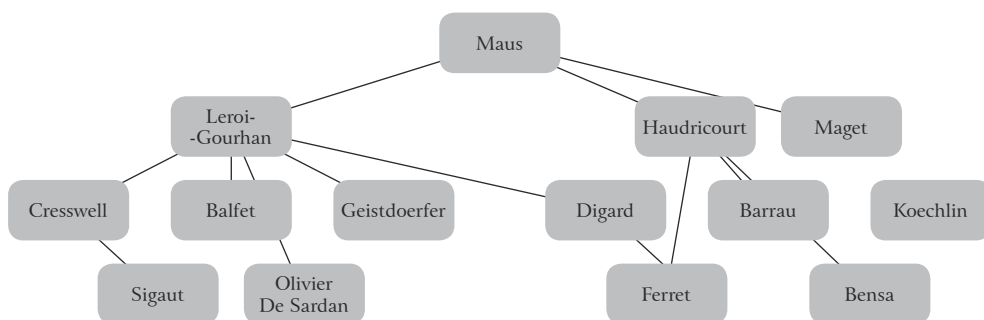 Maus
Leroi-
-Gourhan
Haudricourt
Maget
Cresswell
Balfet
Geistdoerfer
Digard
Barrau
Koechlin
Sigaut
Olivier
De Sardan
Ferret
Bensa